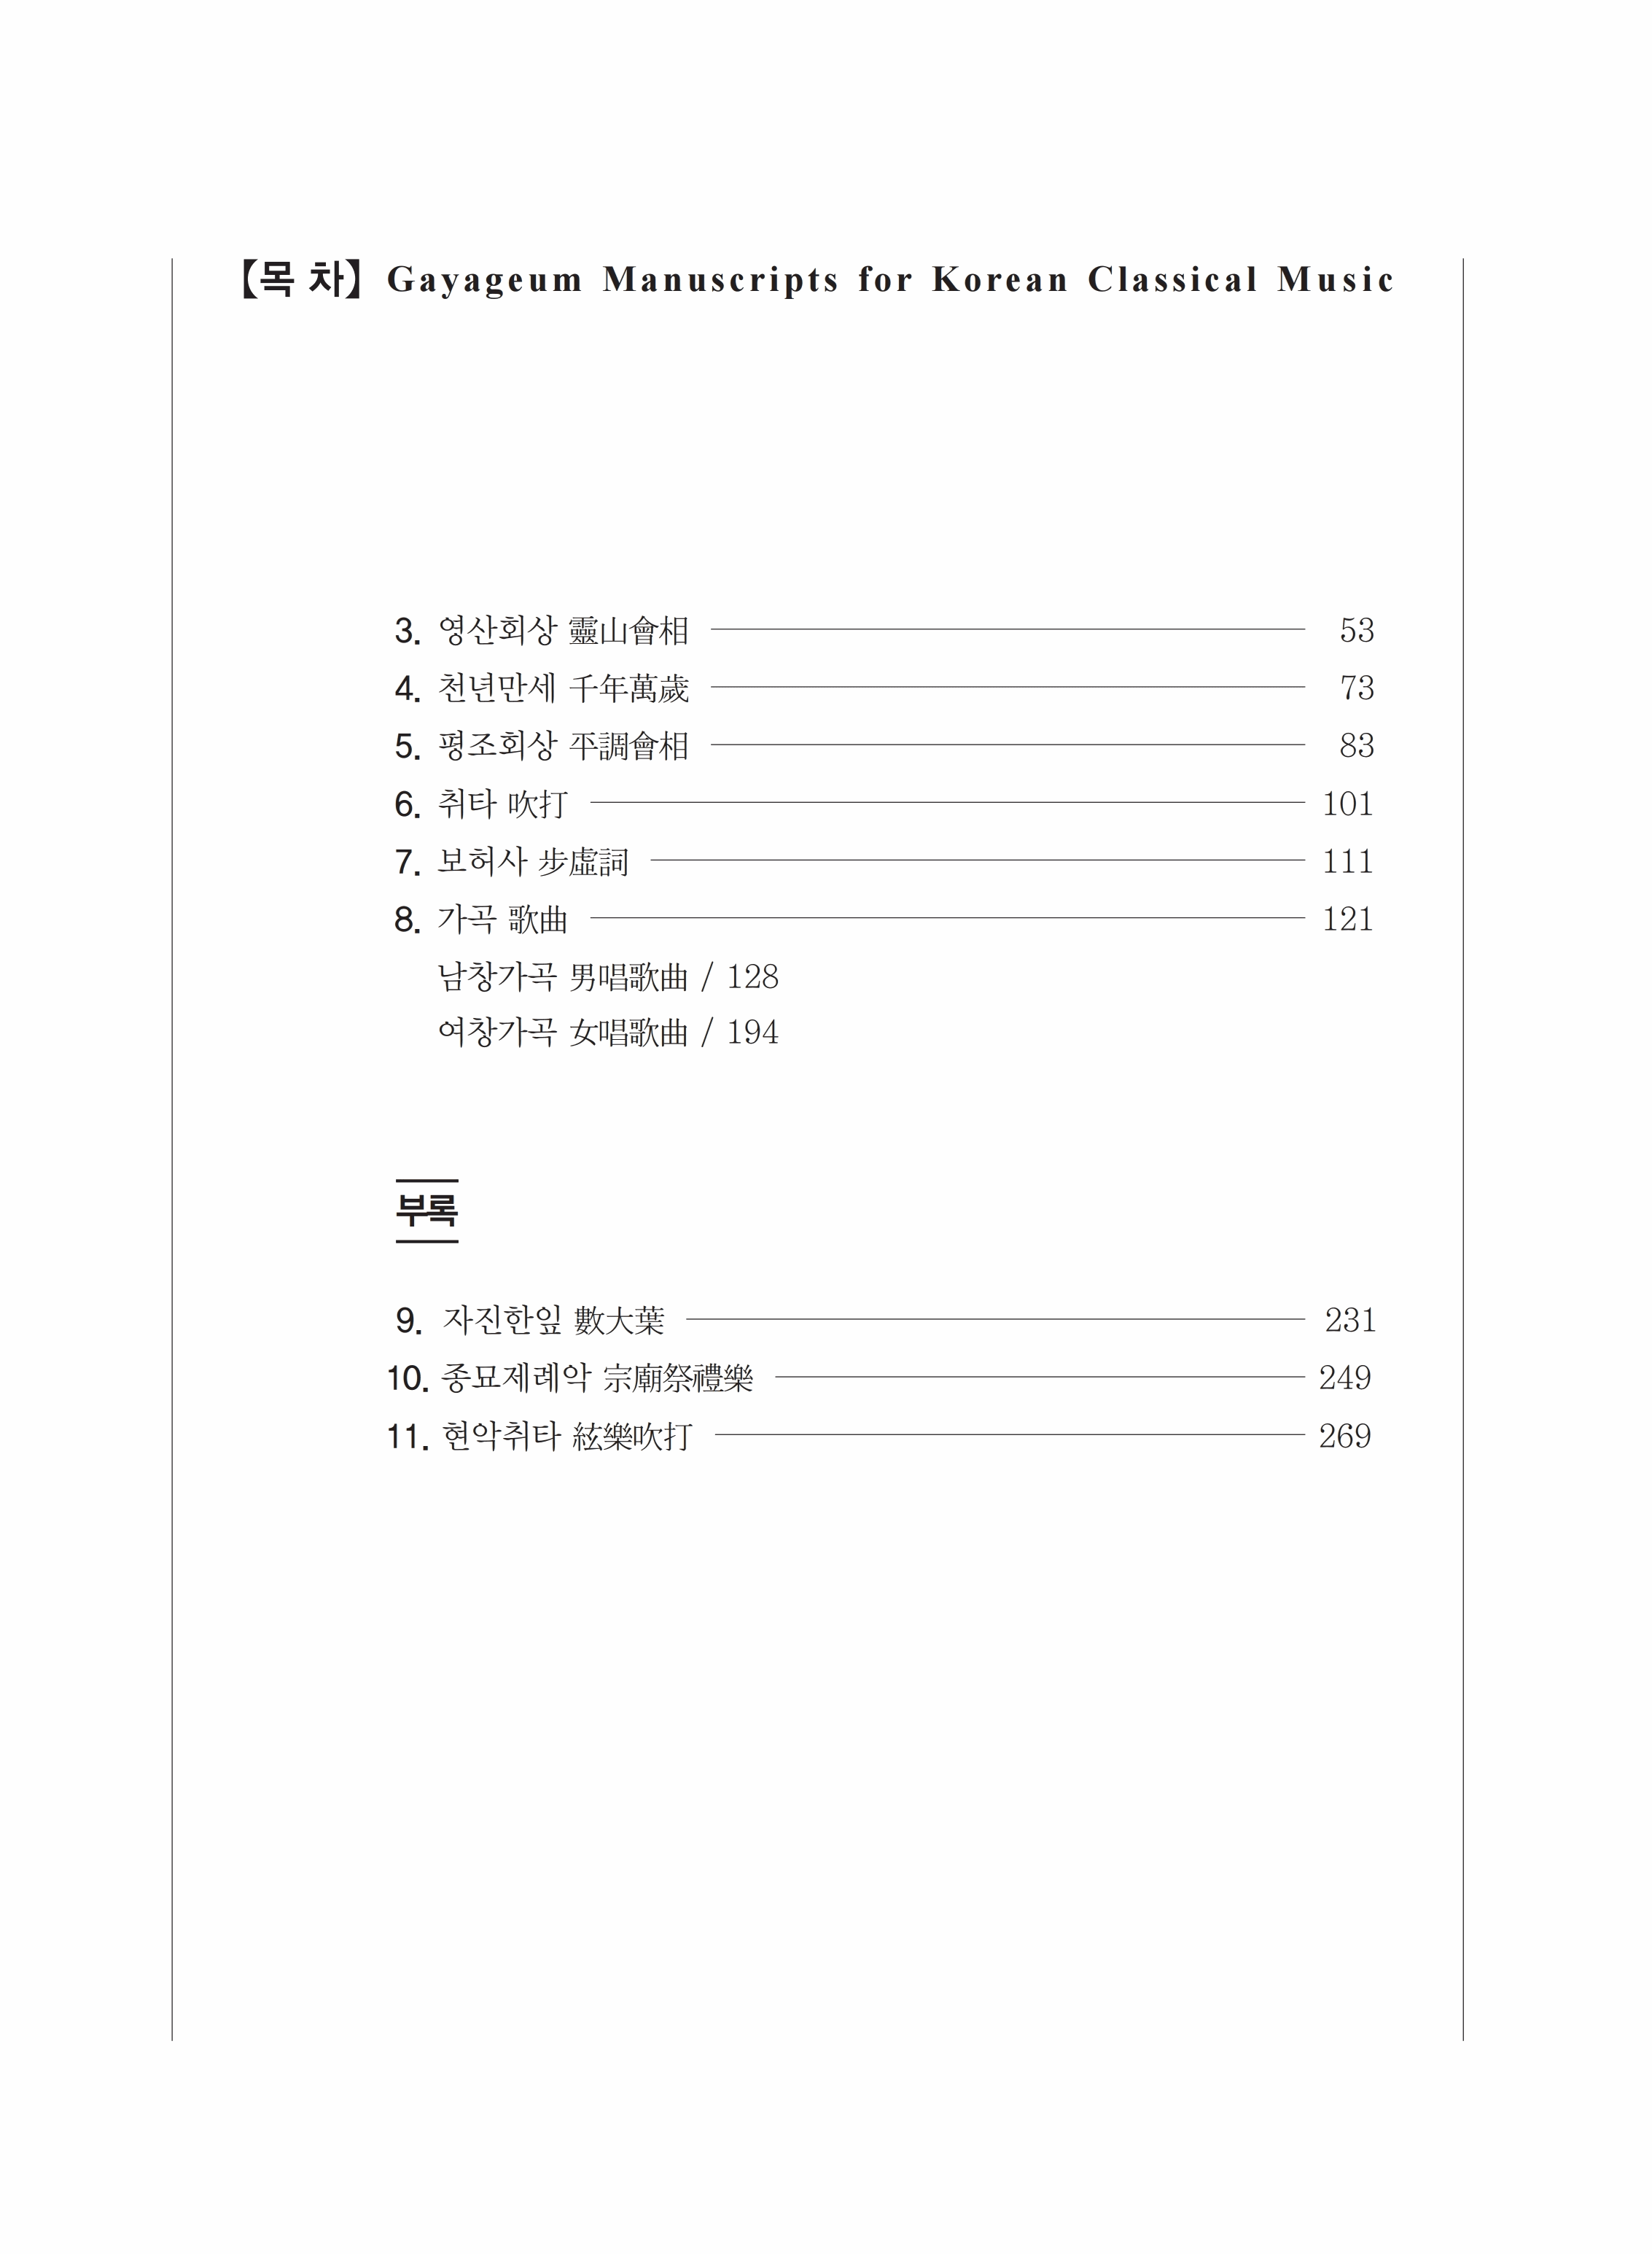 【목 차】 Gayageum Manuscripts for Korean Classical Music
3. 영산회상 靈山會相 53
4. 천년만세 千年萬歲 73
5. 평조회상 平調會相 83
6. 취타 吹打 101
7. 보허사 步虛詞 111
8. 가곡 歌曲 121
남창가곡 男唱歌曲 / 128
여창가곡 女唱歌曲 / 194
부록
9. 자진한잎 數大葉 231
10. 종묘제례악 宗廟祭禮樂 249
11. 현악취타 絃樂吹打 269